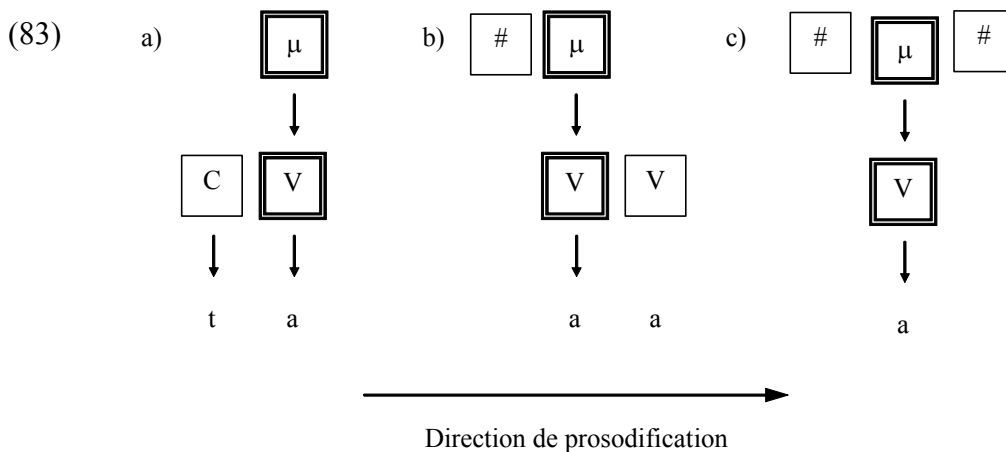 (83) a) μ b) # μ c) # μ #
C V V V V
t a a a a
Direction de prosodification